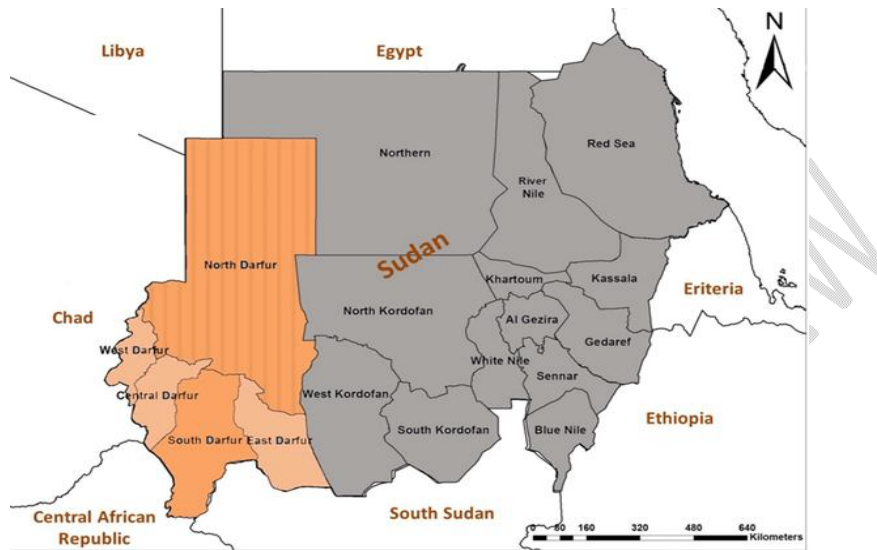 Libya
Egypt
N
Northern
Red Sea
River
Nile
Sudan
North Darfur
Khartoum
Kassala
Chad
North Kordofan
Al Gezira
Eriteria
Gedaref
West Darfur
White Nile
Sennar
Central Darfur
West Kordofan
Ethiopia
South Darfur
East Darfur
South Kordofan
Blue Nile
Central African
Republic
South Sudan
0 80 160 320 480 640
Kilometers